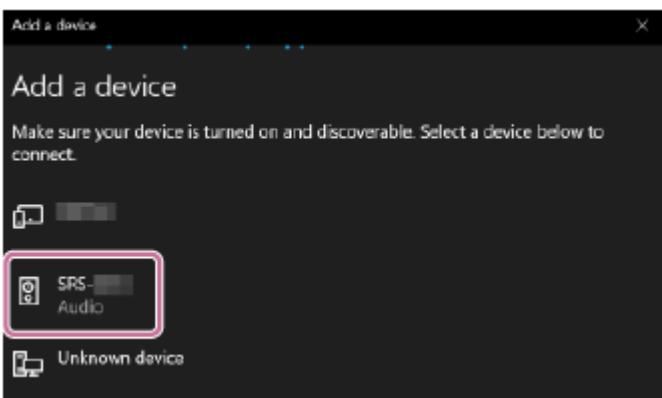 Add a device
Add a device
Make sure your device is turned on and discoverable. Select a device below to
connect.
SRS-
Audio
Unknown device